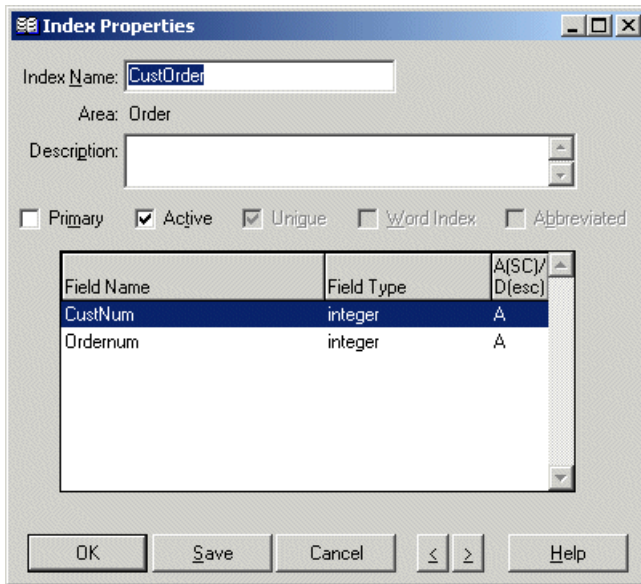 Index Properties
Index Name: CustOrder
Area: Order
Description:
Primary Active Unigue Word Index Abbreviated
Field Name Field Type A(SC)/
D(esc)
CustNum integer A
Ordernum integer A
OK Save Cancel < > Help